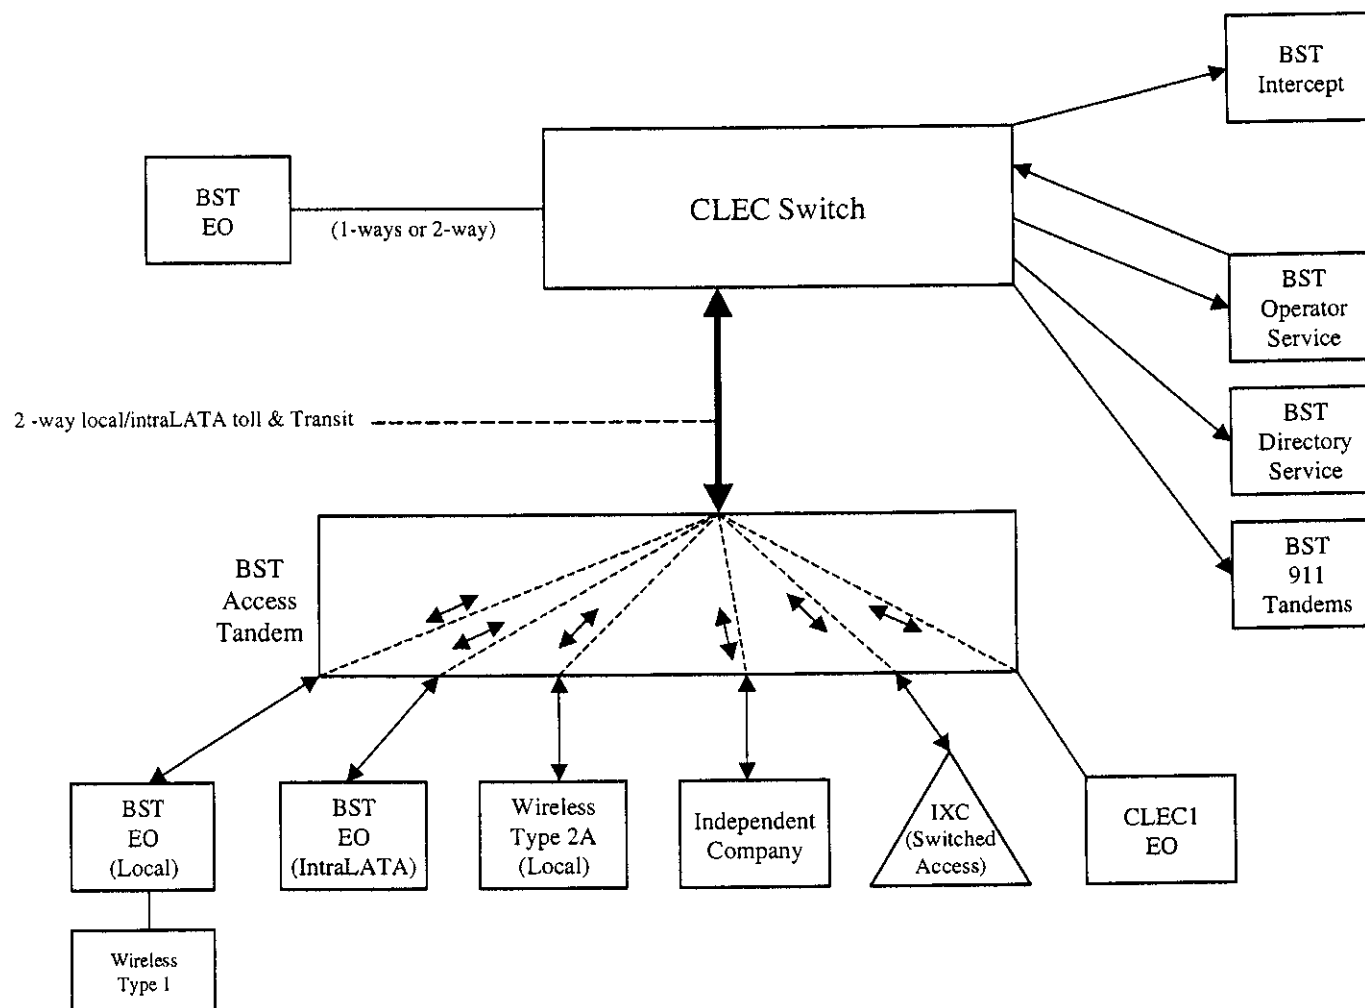 BST
Intercept
BST
EO
(1-ways or 2-way)
CLEC Switch
BST
Operator
Service
2 -way local/intraLATA toll & Transit
BST
Directory
Service
BST
911
Tandems
BST
Access
Tandem
BST
EO
(Local)
BST
EO
(IntraLATA)
Wireless
Type 2A
(Local)
Independent
Company
IXC
(Switched
Access)
CLEC1
EO
Wireless
Type 1